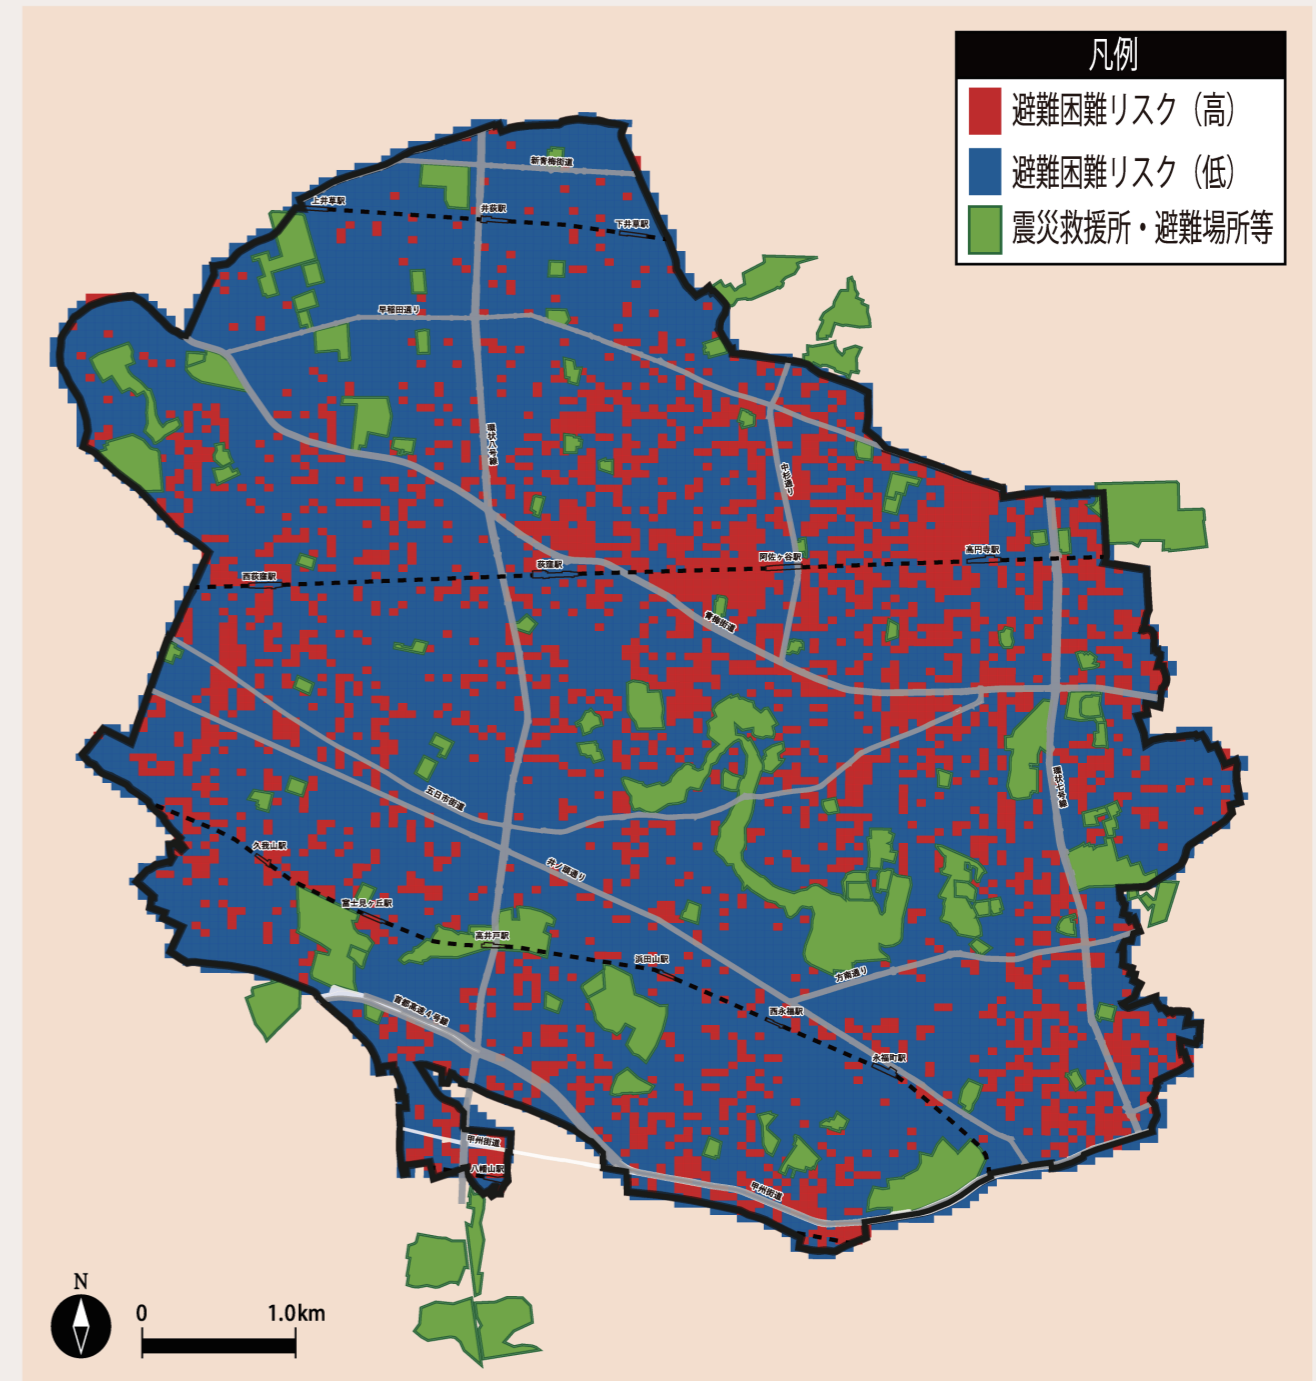 凡例
避難困難リスク（高）
避難困難リスク（低）
震災救援所・避難場所等
新青梅街道
上井草駅
井荻駅
下井草駅
早稲田通り
環状八号線
中杉通り
西荻窪駅
荻窪駅
阿佐ヶ谷駅
高円寺駅
青梅街道
五日市街道
環状七号線
久我山駅
井ノ頭通り
富士見ヶ丘駅
高井戸駅
浜田山駅
方南通り
西永福駅
首都高速4号線
永福町駅
甲州街道
八幡山駅
甲州街道
N
0
1.0km